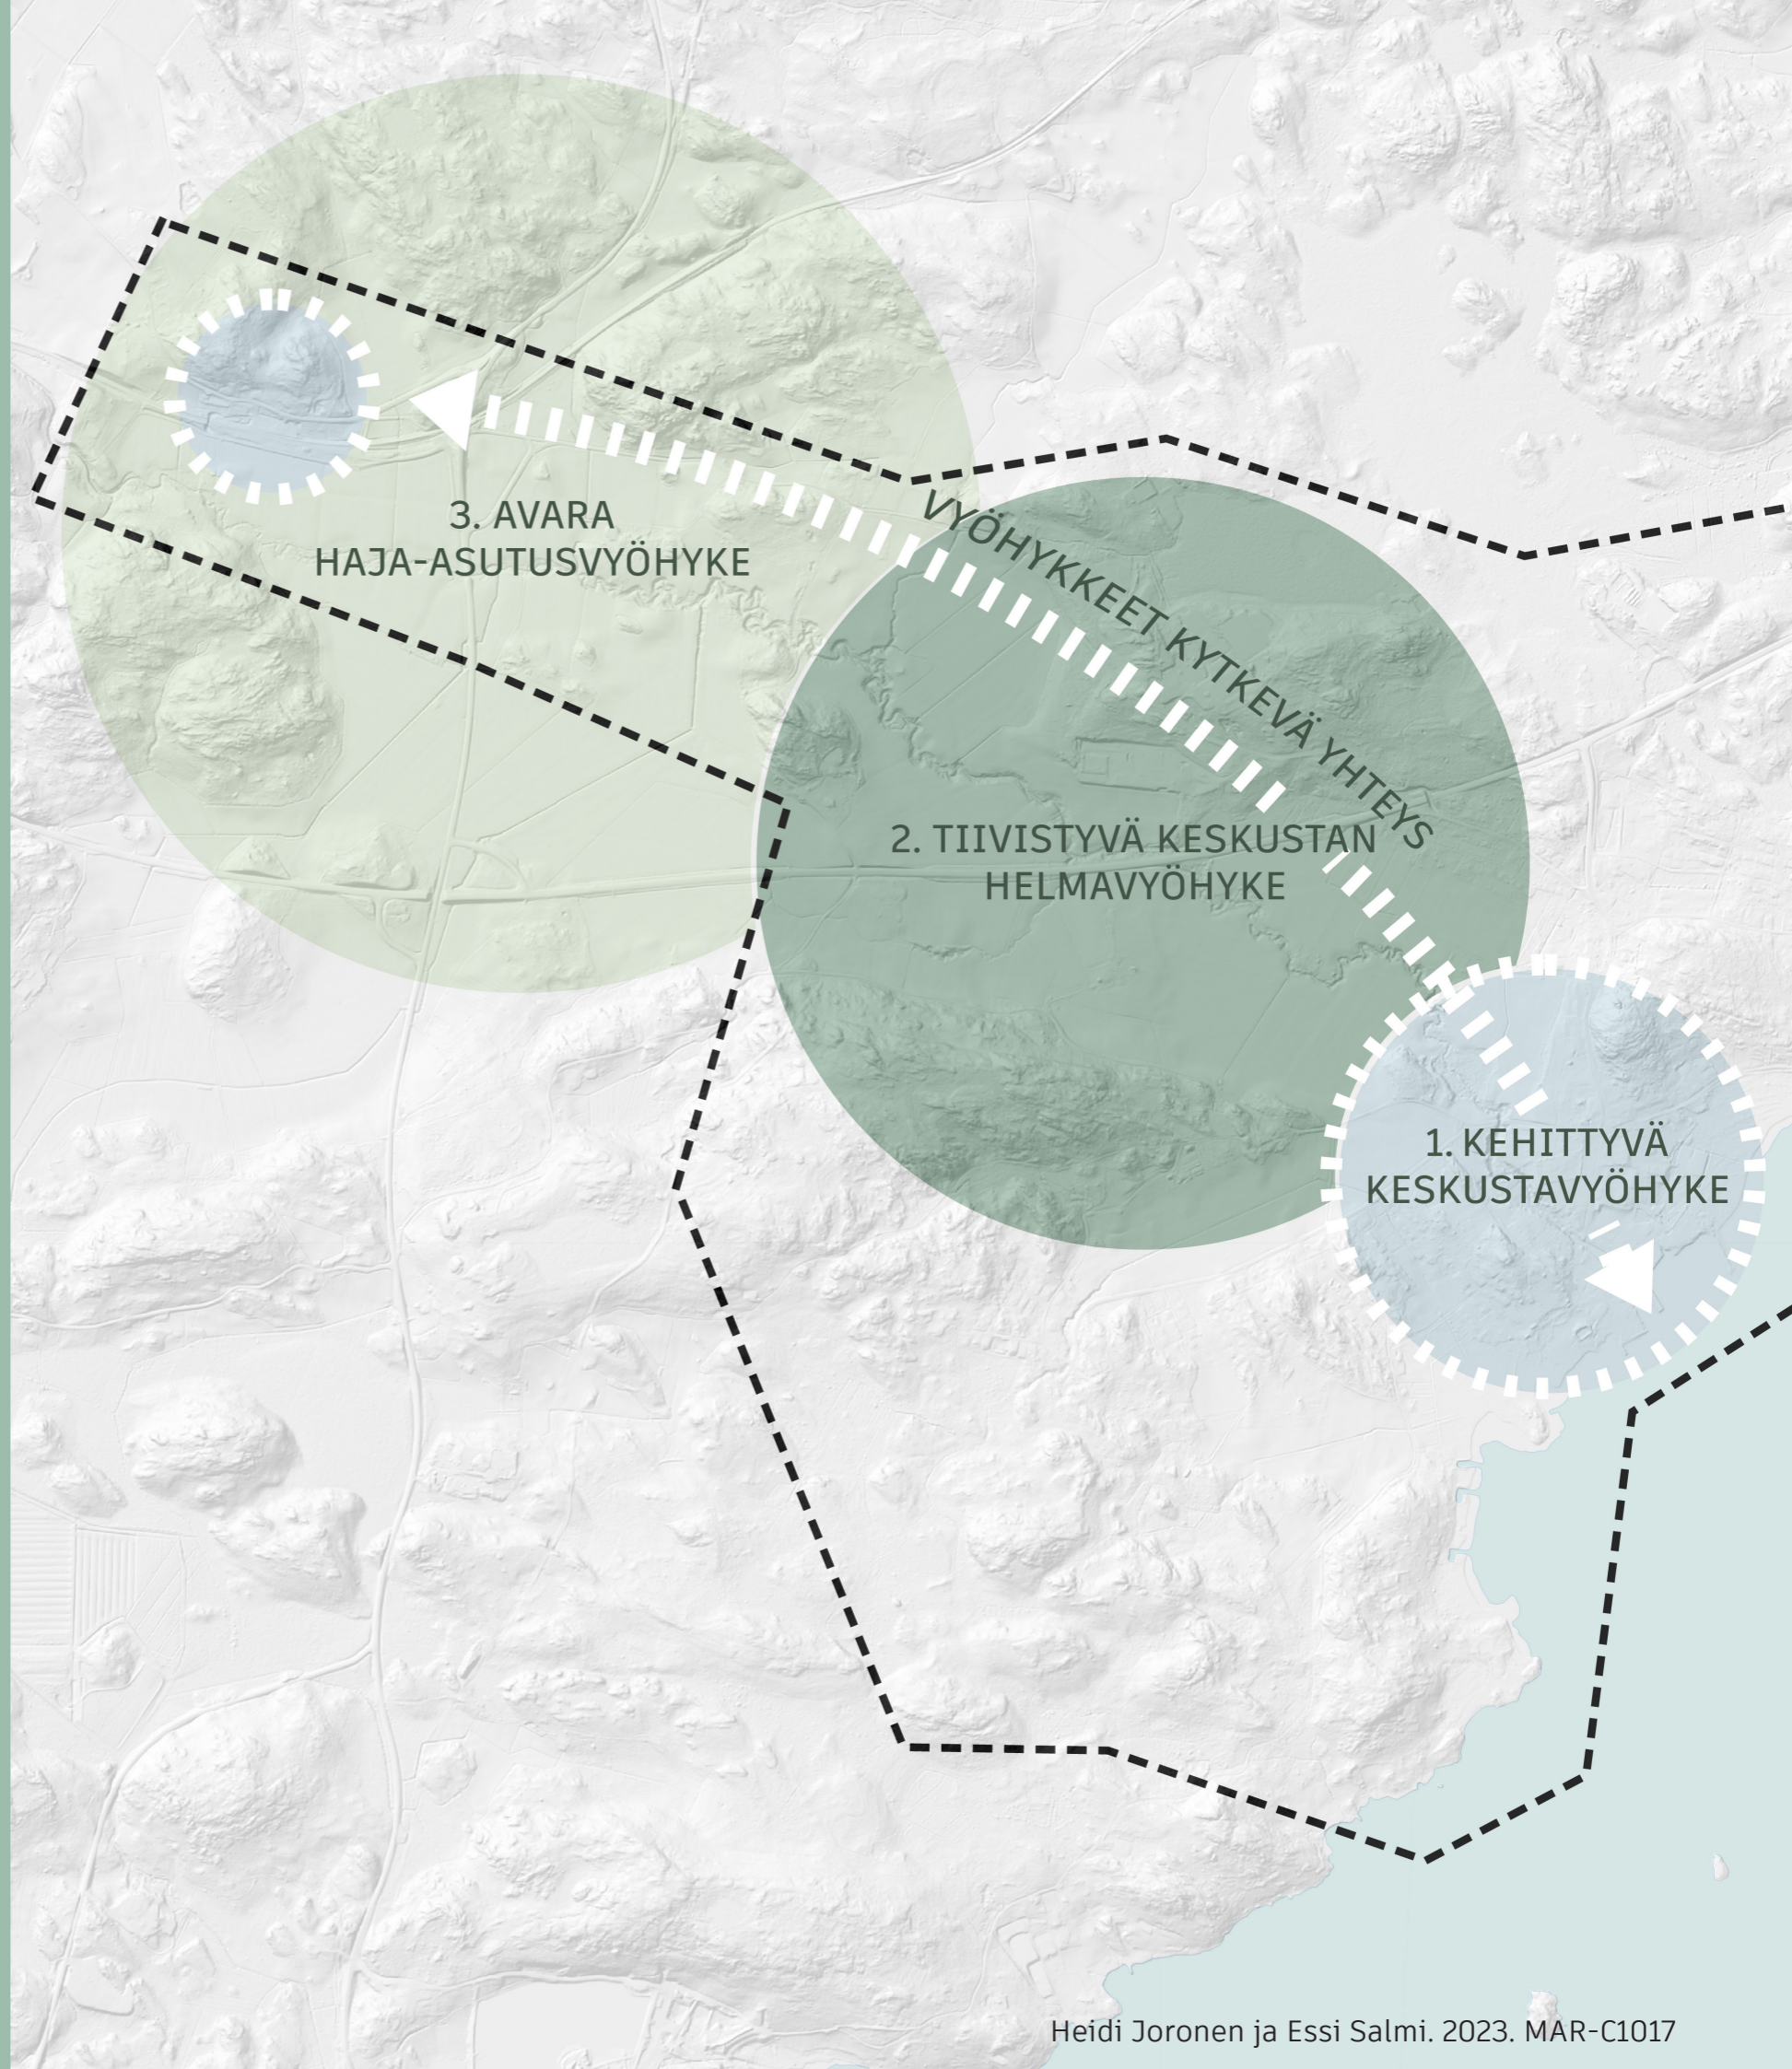 3. AVARA
HAJA-ASUTUSVYÖHYKE
VYÖHYKKEET KYTKEVÄ YHTEYS
2. TIIVISTYVÄ KESKUSTAN
HELMAVYÖHYKE
1. KEHITTYVÄ
KESKUSTAVYÖHYKE
Heidi Joronen ja Essi Salmi. 2023. MAR-C1017